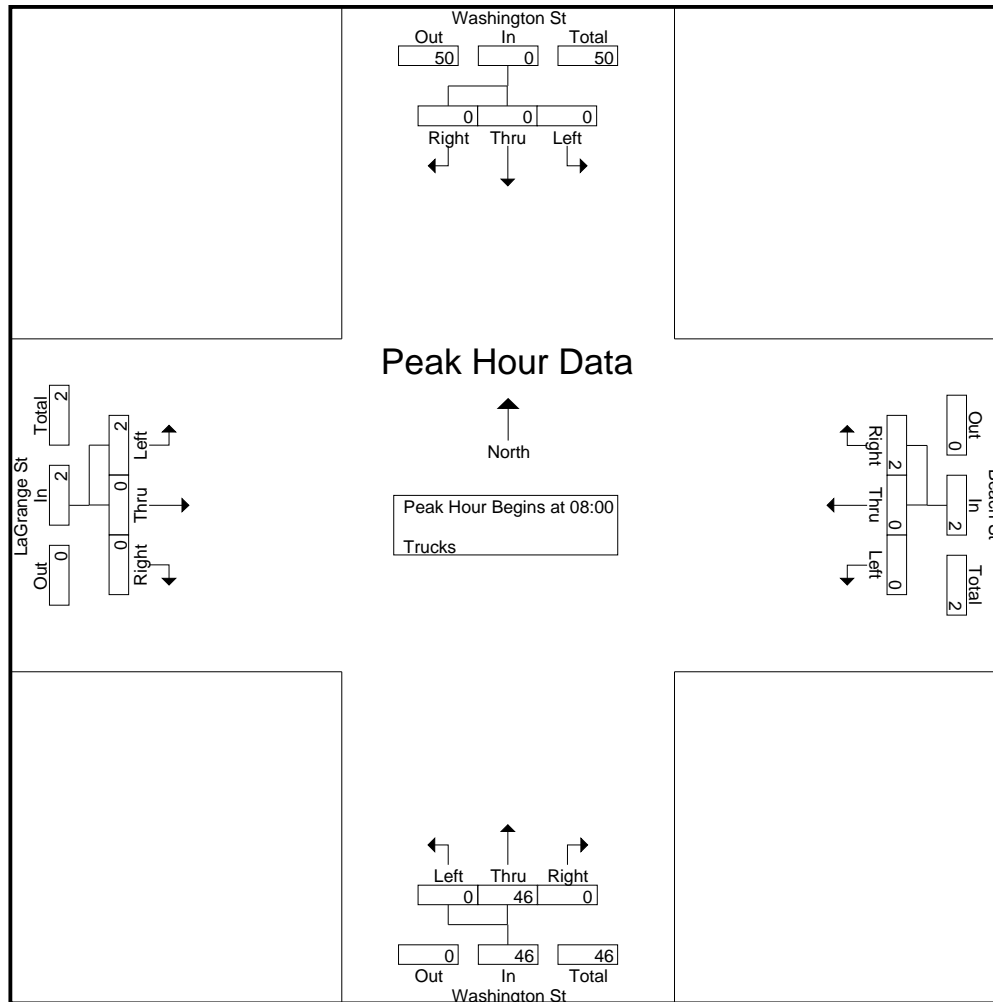 Washington St
Out In Total
50 0 50
0 0 0
Right Thru Left
Peak Hour Data
North
Peak Hour Begins at 08:00
Trucks
LaGrange St
Total In Out
2 2 0
2 0 0
Left Thru Right
Out In Total
0 2 2
2 0 0
Right Thru Left
Left Thru Right
0 46 0
0 46 46
Out In Total
Washington St